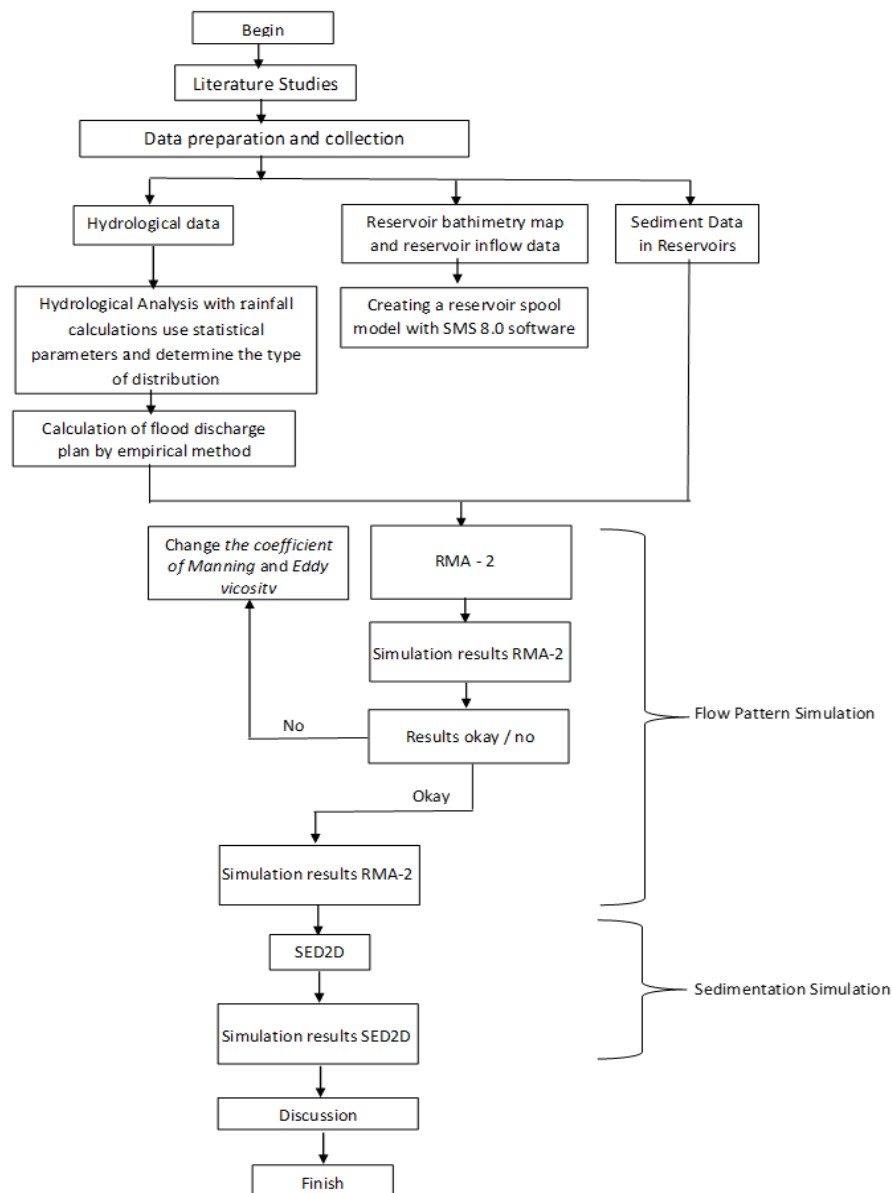 Begin
Literature Studies
Data preparation and collection
Hydrological data
Reservoir bathimetry map
and reservoir inflow data
Sediment Data
in Reservoirs
Hydrological Analysis with rainfall
calculations use statistical
parameters and determine the type
of distribution
Creating a reservoir spool
model with SMS 8.0 software
Calculation of flood discharge
plan by empirical method
Change the coefficient
of Manning and Eddy
vicositv
RMA - 2
Simulation results RMA-2
Flow Pattern Simulation
No
Results okay / no
Okay
Simulation results RMA-2
SED2D
Sedimentation Simulation
Simulation results SED2D
Discussion
Finish